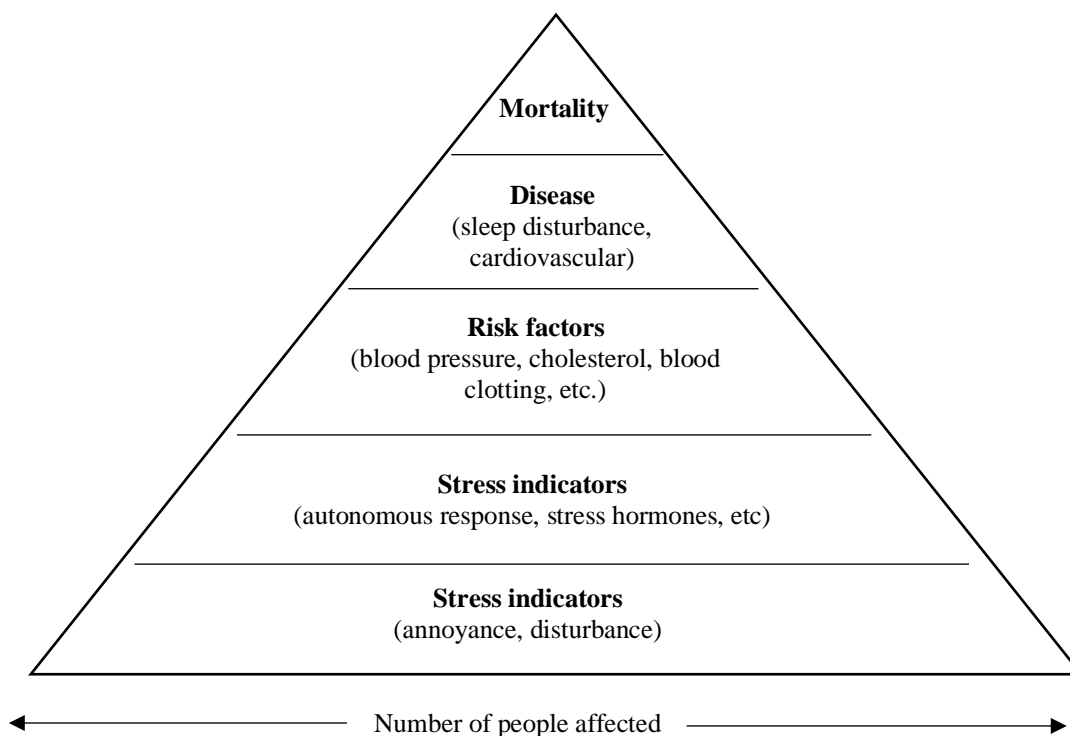 Mortality
Disease
(sleep disturbance,
cardiovascular)
Risk factors
(blood pressure, cholesterol, blood
clotting, etc.)
Stress indicators
(autonomous response, stress hormones, etc)
Stress indicators
(annoyance, disturbance)
Number of people affected